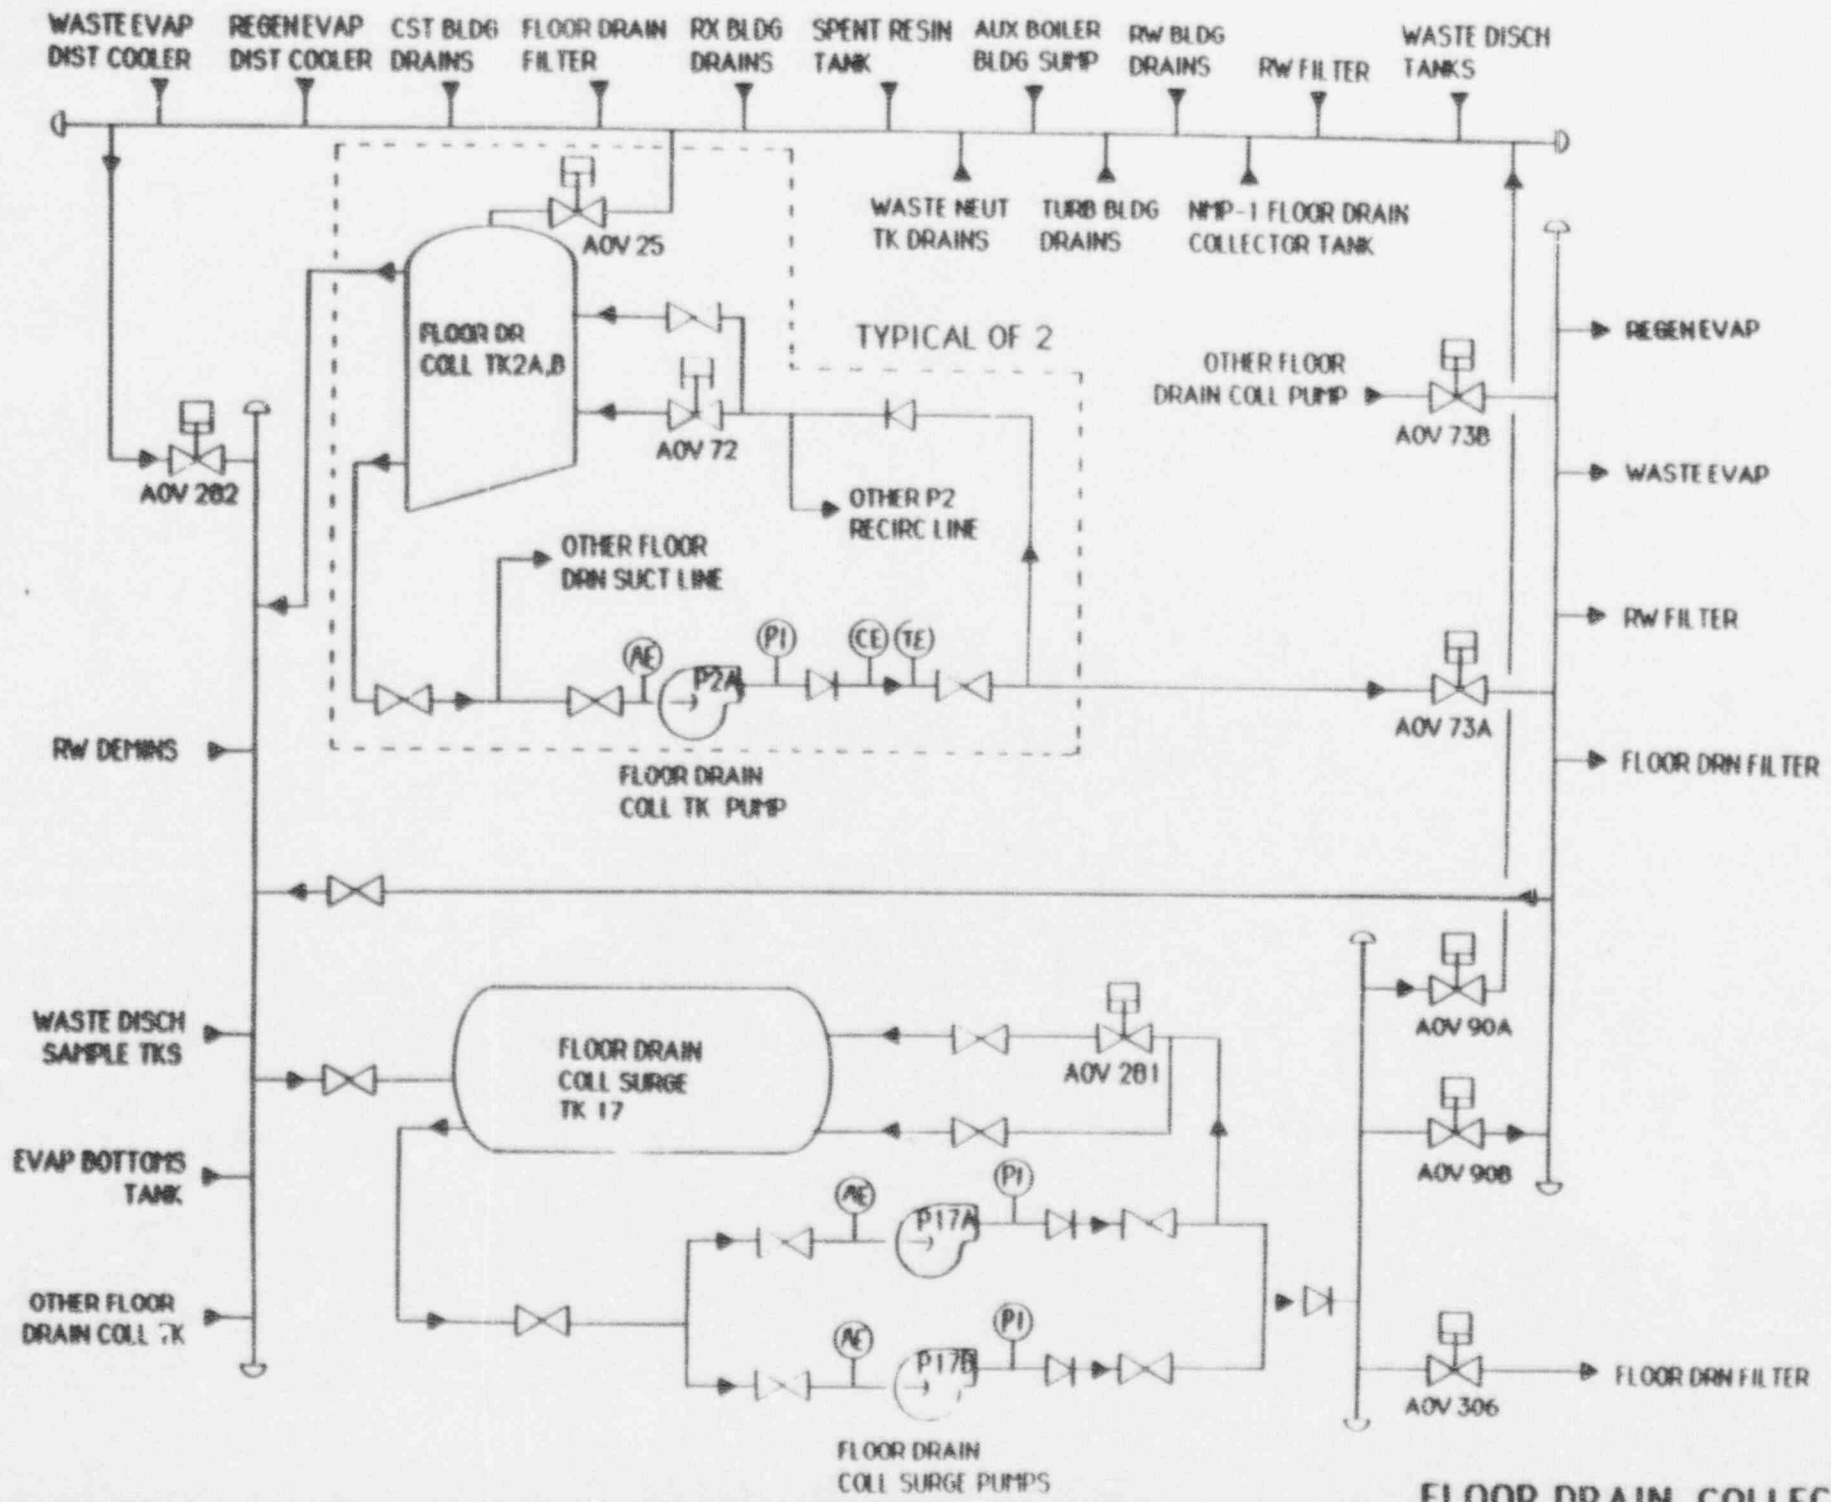 WASTE EVAP
DIST COOLER
REGEN EVAP
DIST COOLER
CST BLDG
DRAINS
FLOOR DRAIN
FILTER
RX BLDG
DRAINS
SPENT RESIN
TANK
AUX BOILER
BLDG SUMP
RW BLDG
DRAINS
RW FILTER
WASTE DISCH
TANKS
WASTE NEUT
TK DRAINS
TURB BLDG
DRAINS
NMP-1 FLOOR DRAIN
COLLECTOR TANK
AOV 25
FLOOR DR
COLL TK2A,B
TYPICAL OF 2
AOV 72
OTHER FLOOR
DRAIN COLL PUMP
AOV 73B
REGEN EVAP
WASTE EVAP
AOV 282
OTHER P2
RECIRC LINE
OTHER FLOOR
DRN SUCT LINE
RW FILTER
AE
P2A
PI
CE
TE
AOV 73A
RW DEMINS
FLOOR DRN FILTER
FLOOR DRAIN
COLL TK PUMP
WASTE DISCH
SAMPLE TKS
FLOOR DRAIN
COLL SURGE
TK 17
AOV 281
AOV 90A
EVAP BOTTOMS
TANK
AOV 90B
AE
P17A
PI
OTHER FLOOR
DRAIN COLL TK
AE
P17B
PI
AOV 306
FLOOR DRN FILTER
FLOOR DRAIN
COLL SURGE PUMPS
FLOOR DRAIN COLLEC